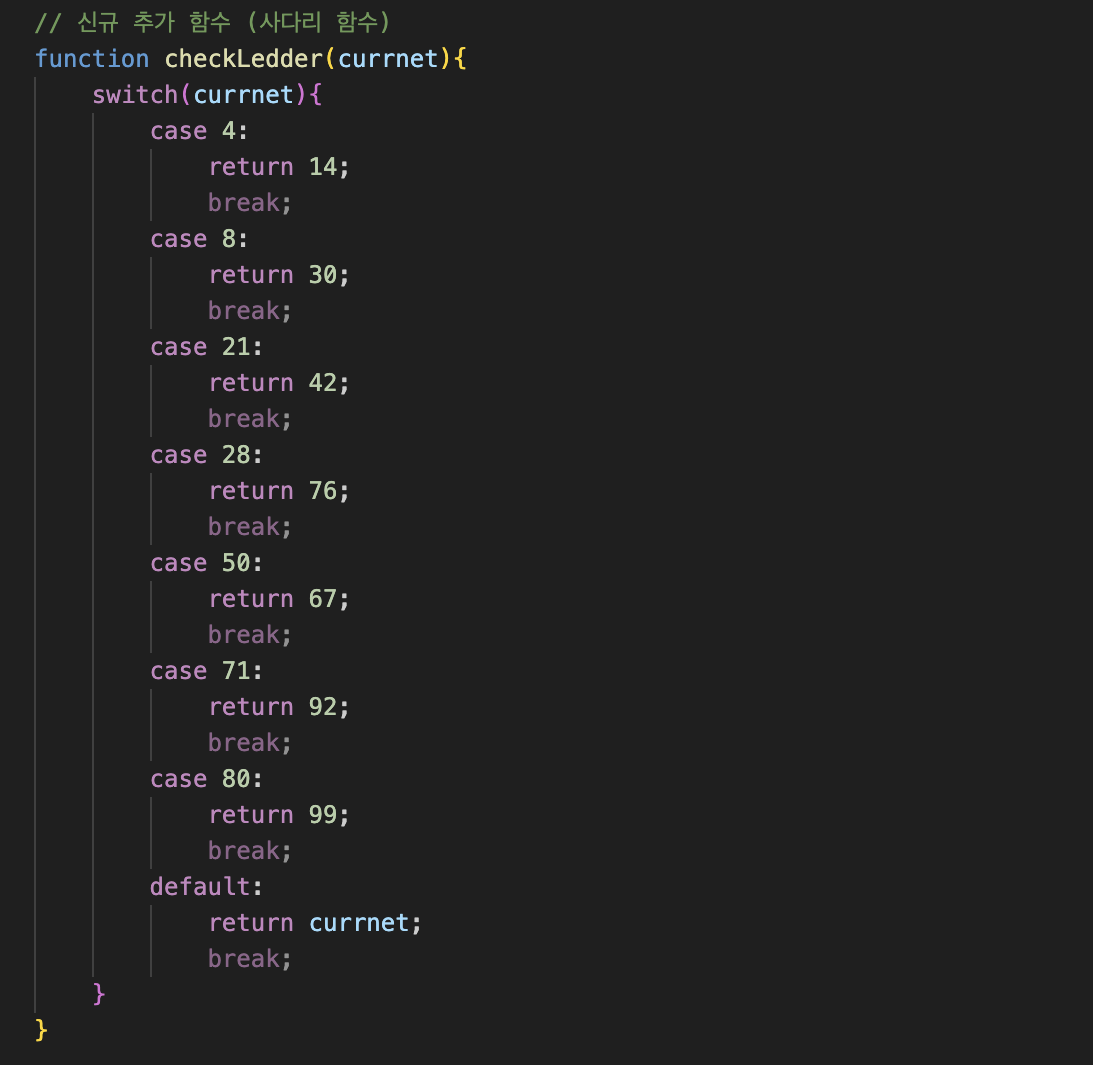 // 신규 추가 함수 (사다리 함수)
function checkLedder(currnet){
    switch(currnet){
        case 4:
            return 14;
            break;
        case 8:
            return 30;
            break;
        case 21:
            return 42;
            break;
        case 28:
            return 76;
            break;
        case 50:
            return 67;
            break;
        case 71:
            return 92;
            break;
        case 80:
            return 99;
            break;
        default:
            return currnet;
            break;
    }
}